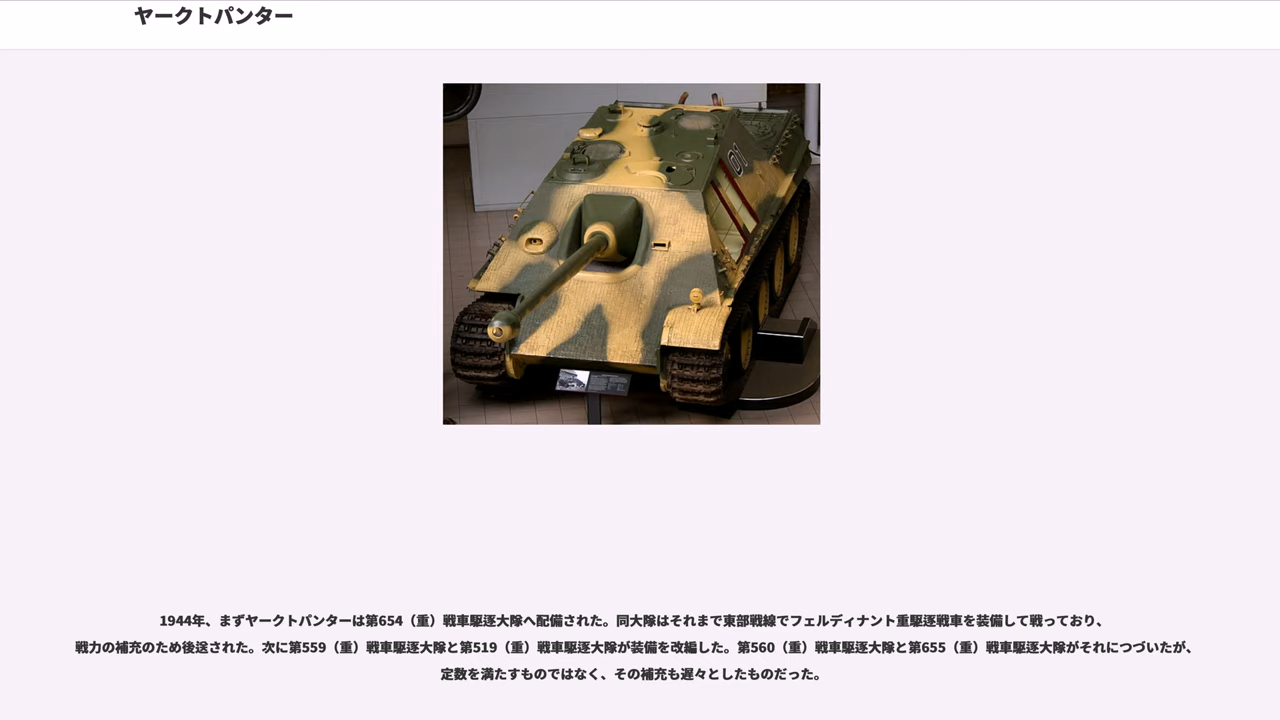 ヤークトパンター
01
1944年、まずヤークトパンターは第654（重）戦車駆逐大隊へ配備された。同大隊はそれまで東部戦線でフェルディナント重駆逐戦車を装備して戦っており、
戦力の補充のため後送された。次に第559（重）戦車駆逐大隊と第519（重）戦車駆逐大隊が装備を改編した。第560（重）戦車駆逐大隊と第655（重）戦車駆逐大隊がそれにつづいたが、
定数を満たすものではなく、その補充も遅々としたものだった。